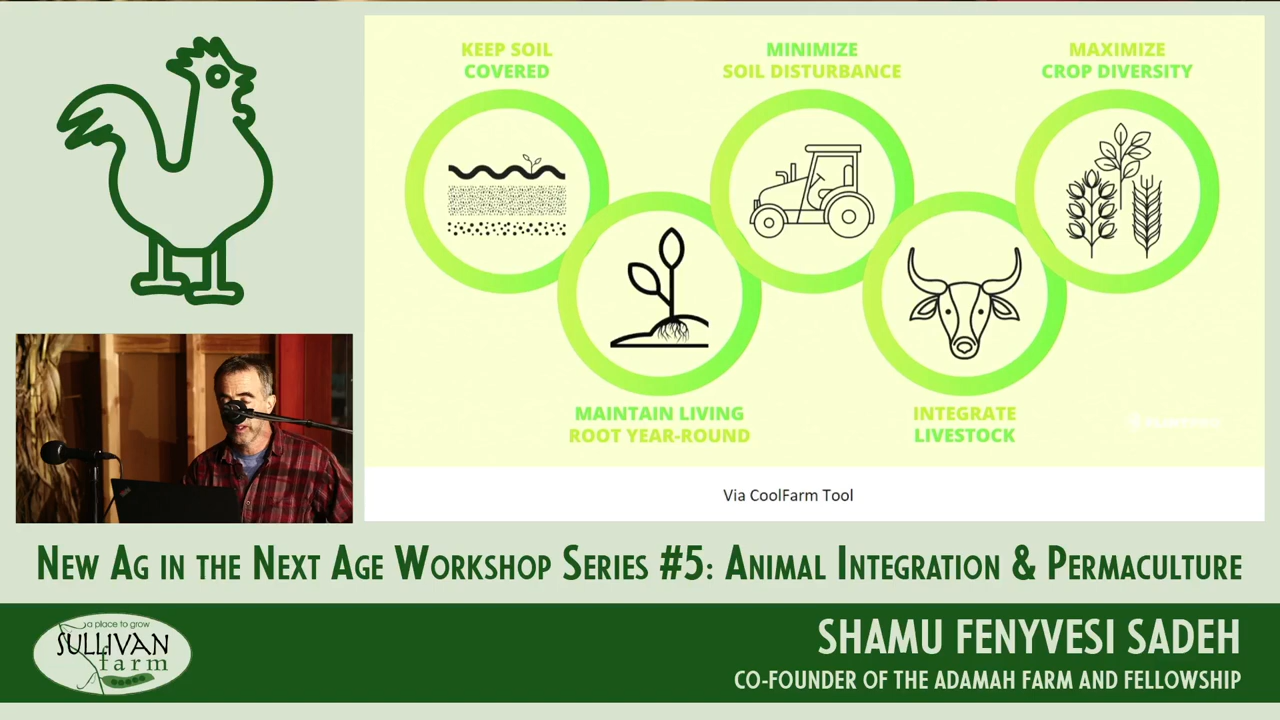 KEEP SOIL
COVERED
MINIMIZE
SOIL DISTURBANCE
MAXIMIZE
CROP DIVERSITY
MAINTAIN LIVING
ROOT YEAR-ROUND
INTEGRATE
LIVESTOCK
Via CoolFarm Tool
NEW AG IN THE NEXT AGE WORKSHOP SERIES #5: ANIMAL INTEGRATION & PERMACULTURE
a place to grow
SULLIVAN
farm
SHAMU FENYVESI SADEH
CO-FOUNDER OF THE ADAMAH FARM AND FELLOWSHIP